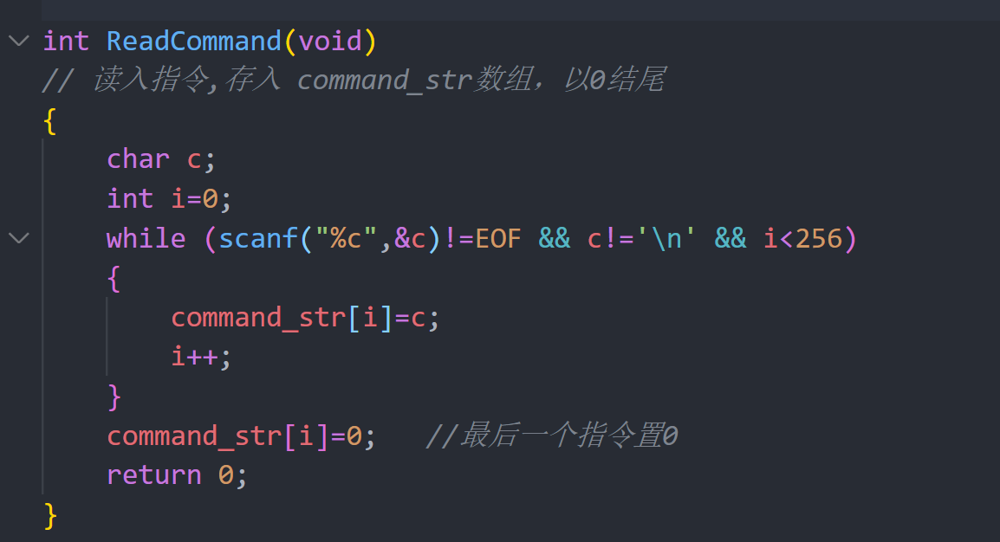 int ReadCommand(void)
// 读入指令,存入 command_str数组，以0结尾
{
    char c;
    int i=0;
    while (scanf("%c",&c)!=EOF && c!='\n' && i<256)
    {
        command_str[i]=c;
        i++;
    }
    command_str[i]=0;   //最后一个指令置0
    return 0;
}